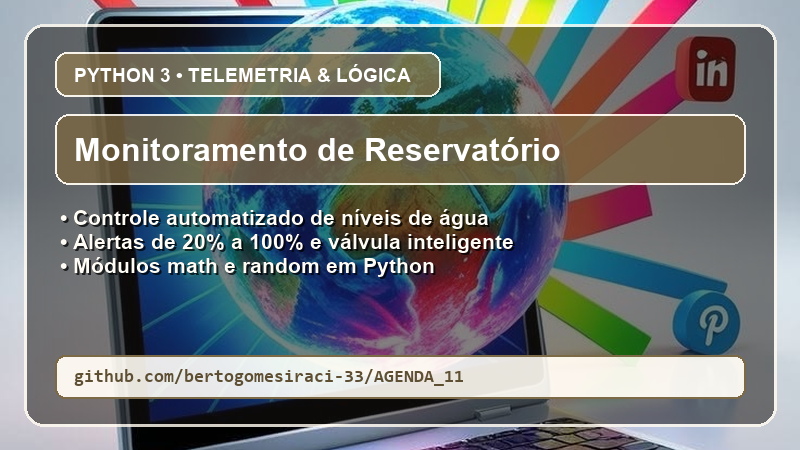 PYTHON 3 • TELEMETRIA & LÓGICA
in
Monitoramento de Reservatório
• Controle automatizado de níveis de água
• Alertas de 20% a 100% e válvula inteligente
• Módulos math e random em Python
github.com/bertogomesiraci-33/AGENDA_11